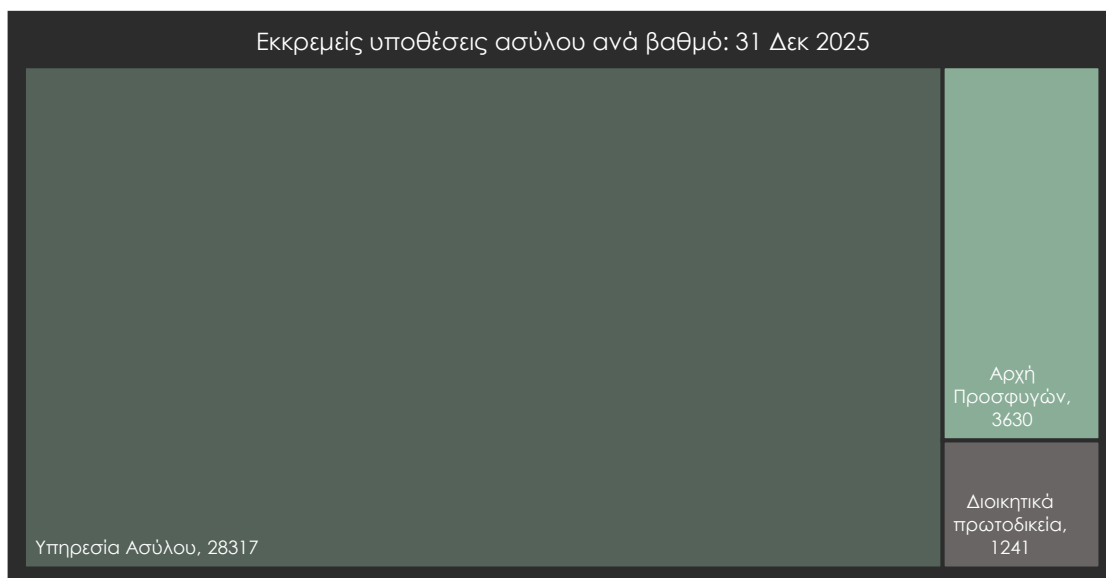 Εκκρεμείς υποθέσεις ασύλου ανά βαθμό: 31 Δεκ 2025
Αρχή
Προσφυγών,
3630
Διοικητικά
πρωτοδικεία,
1241
Υπηρεσία Ασύλου, 28317